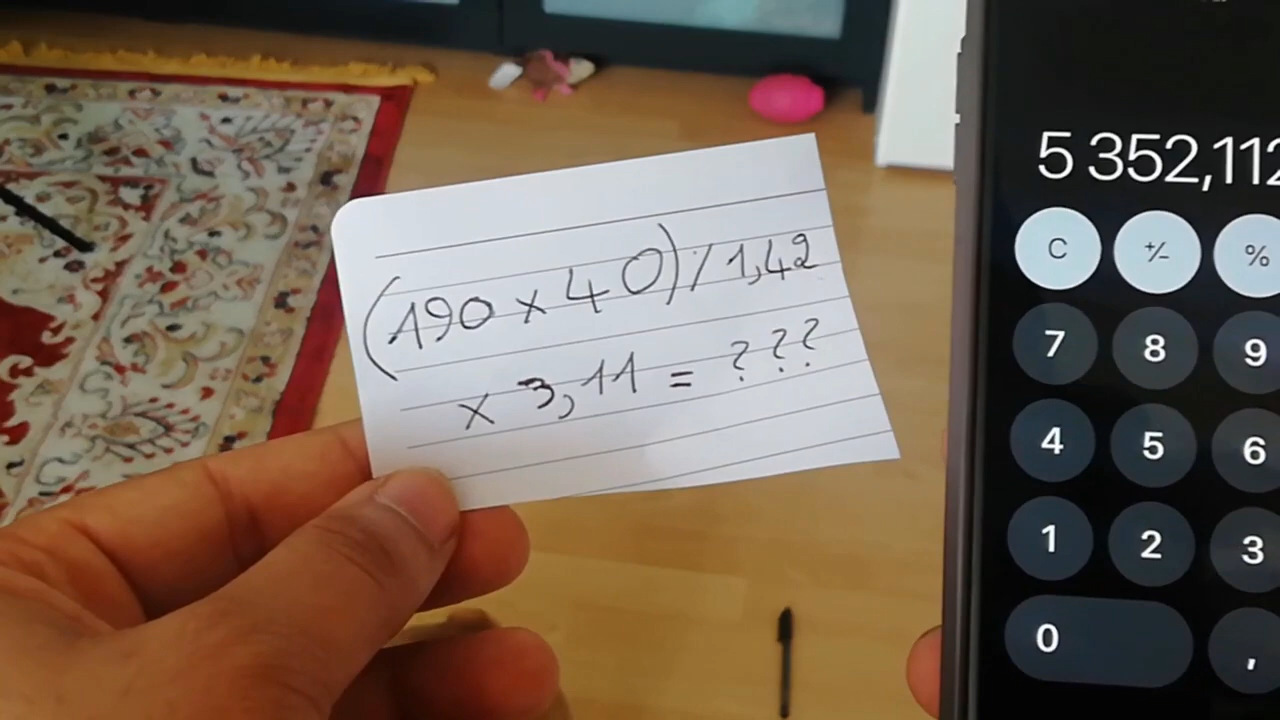 (190 x 40) / 1,42
x 3,11 = ???
5 352,112
C +/- %
7 8 9
4 5 6
1 2 3
0 ,